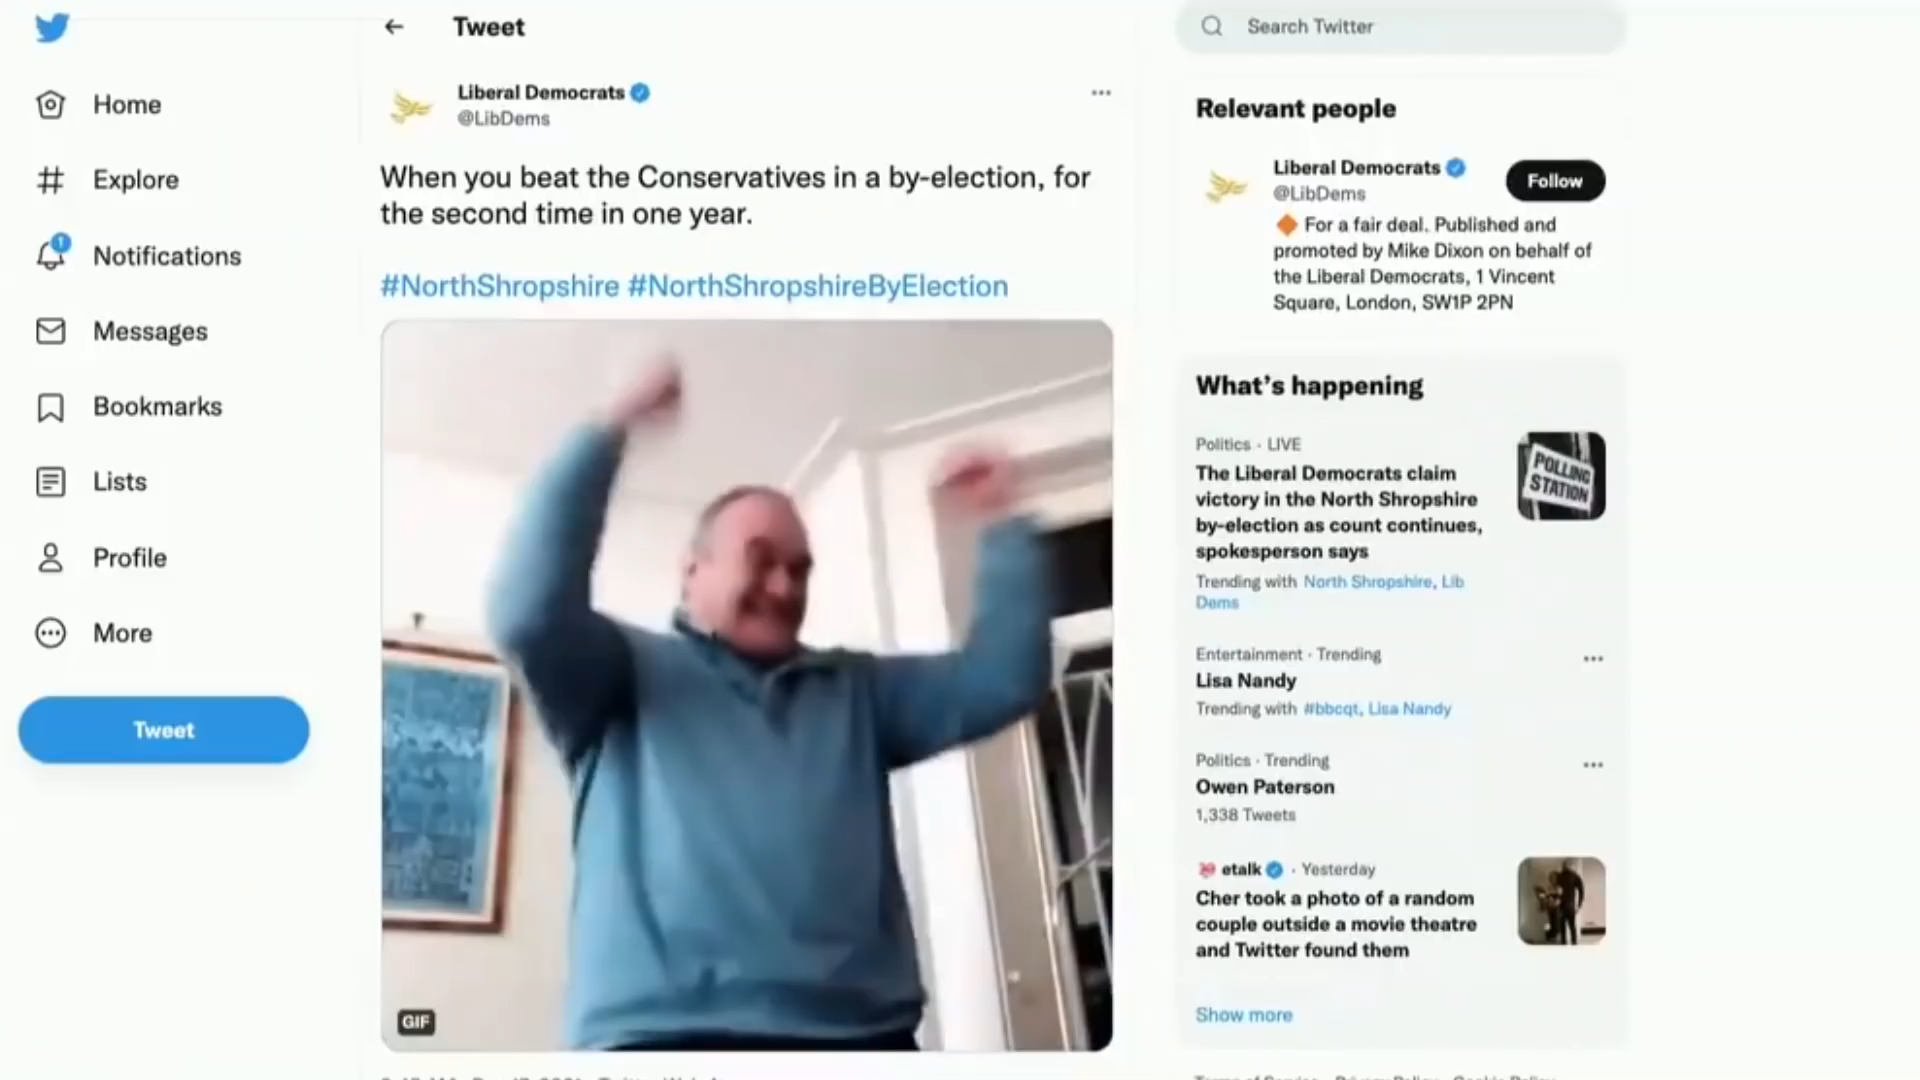 Tweet
Search Twitter
Home
Explore
1
Notifications
Messages
Bookmarks
Lists
Profile
More
Tweet
Liberal Democrats
@LibDems
When you beat the Conservatives in a by-election, for
the second time in one year.
#NorthShropshire #NorthShropshireByElection
GIF
Relevant people
Liberal Democrats
@LibDems
Follow
For a fair deal. Published and
promoted by Mike Dixon on behalf of
the Liberal Democrats, 1 Vincent
Square, London, SW1P 2PN
What's happening
Politics · LIVE
The Liberal Democrats claim
victory in the North Shropshire
by-election as count continues,
spokesperson says
POLLING
STATION
Trending with North Shropshire, Lib
Dems
Entertainment · Trending
Lisa Nandy
Trending with #bbcqt, Lisa Nandy
Politics · Trending
Owen Paterson
1,338 Tweets
etalk · Yesterday
Cher took a photo of a random
couple outside a movie theatre
and Twitter found them
Show more